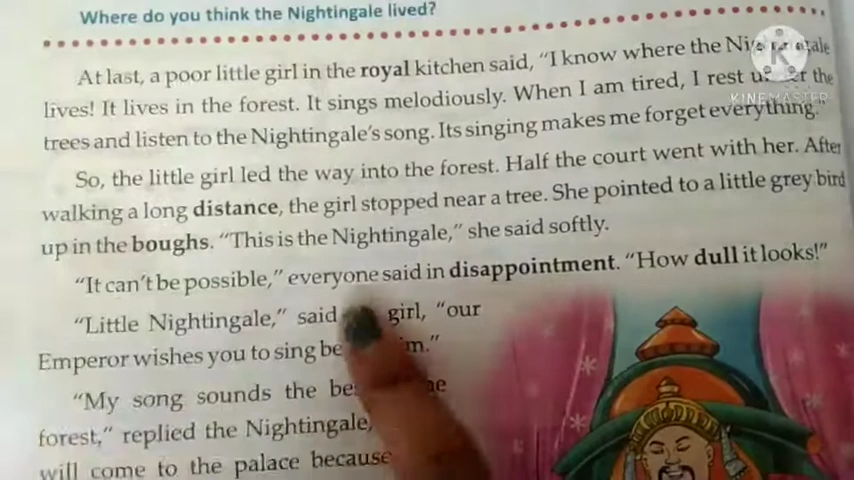 Where do you think the Nightingale lived?
At last, a poor little girl in the royal kitchen said, "I know where the
lives! It lives in the forest. It sings melodiously. When I am tired, I rest the
trees and listen to the Nightingale's song. Its singing makes me forget everything."
So, the little girl led the way into the forest. Half the court went with her. After
walking a long distance, the girl stopped near a tree. She pointed to a little grey bird
up in the boughs. "This is the Nightingale," she said softly.
"It can't be possible," everyone said in disappointment. "How dull it looks!"
"Little Nightingale," said girl, "our
Emperor wishes you to sing
"My song sounds the
forest," replied the Nightingale,
will come to the palace because
K
KINEMASTER